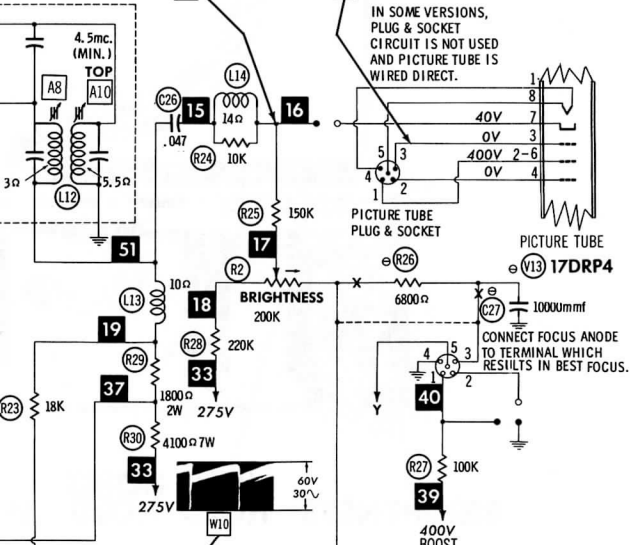 IN SOME VERSIONS,
PLUG & SOCKET
CIRCUIT IS NOT USED
AND PICTURE TUBE IS
WIRED DIRECT.
4.5mc.
(MIN.)
TOP
A8
A10
3Ω
5.5Ω
L12
C26
.047
15
L14
14Ω
R24
10K
16
1
8
40V 7
0V 3
400V 2-6
0V 4
5
3
4
1
2
PICTURE TUBE
PLUG & SOCKET
PICTURE TUBE
⊖ V13 17DRP4
R25
150K
17
51
R2
BRIGHTNESS
200K
⊖ R26
6800Ω
⊖
C27
1000mmf
10Ω
L13
18
19
R28
220K
33
275V
R29
1800Ω
2W
37
R23
18K
R30
4100Ω 7W
33
275V
60V
30∿
W10
CONNECT FOCUS ANODE
TO TERMINAL WHICH
RESULTS IN BEST FOCUS.
5
4
3
1
2
Y
40
R27
100K
39
400V
BOOST